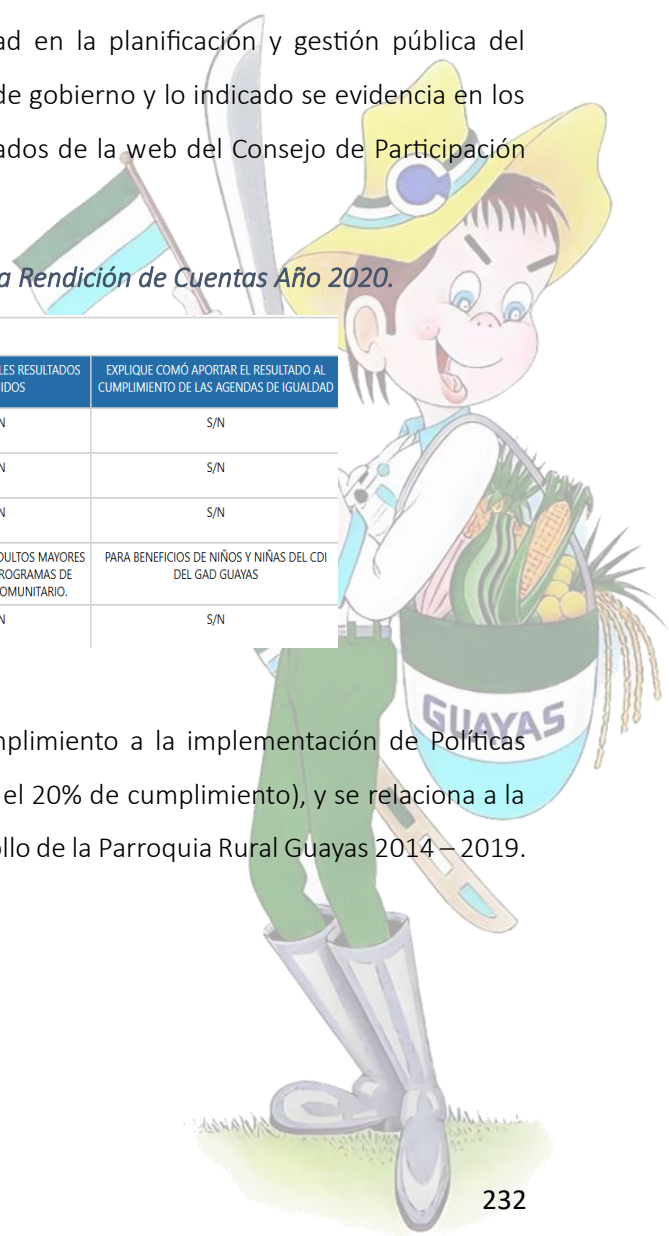 ad en la planificación y gestión pública del
de gobierno y lo indicado se evidencia en los
ados de la web del Consejo de Participación
a Rendición de Cuentas Año 2020.
LES RESULTADOS
IDOS
EXPLIQUE COMÓ APORTAR EL RESULTADO AL
CUMPLIMIENTO DE LAS AGENDAS DE IGUALDAD
N
S/N
N
S/N
N
S/N
DULTOS MAYORES
ROGRAMAS DE
OMUNITARIO.
PARA BENEFICIOS DE NIÑOS Y NIÑAS DEL CDI
DEL GAD GUAYAS
N
S/N
GUAYAS
mplimiento a la implementación de Políticas
el 20% de cumplimiento), y se relaciona a la
ollo de la Parroquia Rural Guayas 2014 – 2019.
232